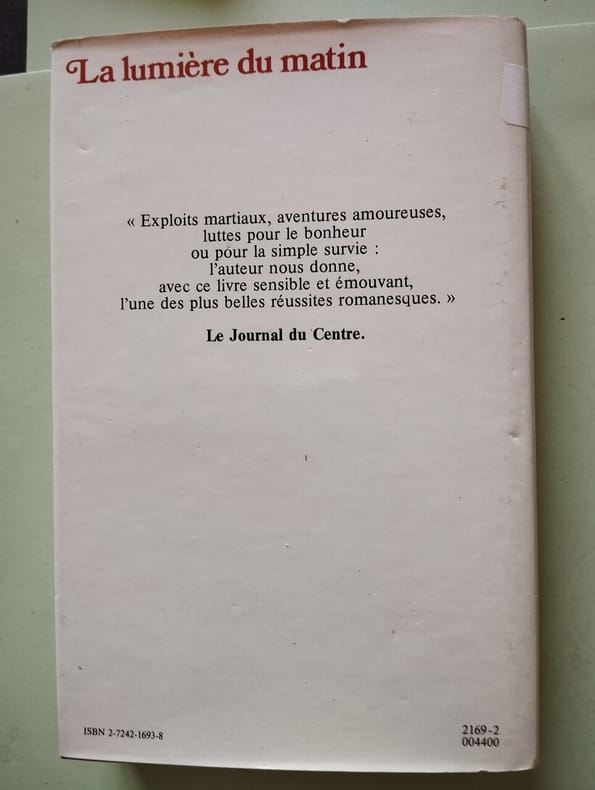 La lumière du matin
« Exploits martiaux, aventures amoureuses,
luttes pour le bonheur
ou pour la simple survie :
l'auteur nous donne,
avec ce livre sensible et émouvant,
l'une des plus belles réussites romanesques. »
Le Journal du Centre.
ISBN 2-7242-1693-8
2169-2
004400